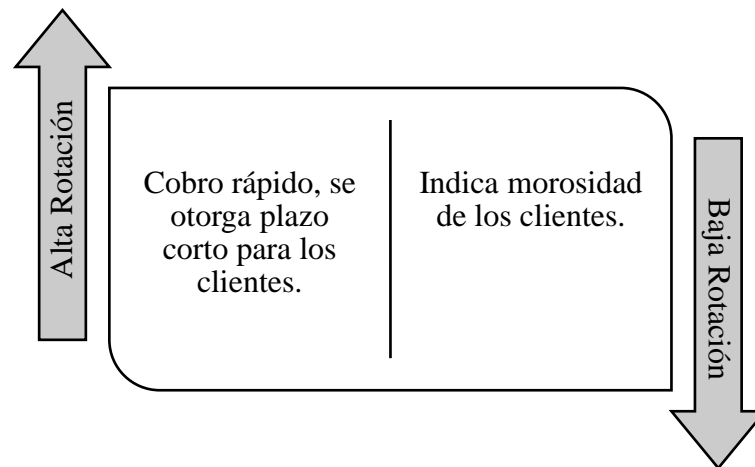 Alta Rotación
Cobro rápido, se
otorga plazo
corto para los
clientes.
Indica morosidad
de los clientes.
Baja Rotación